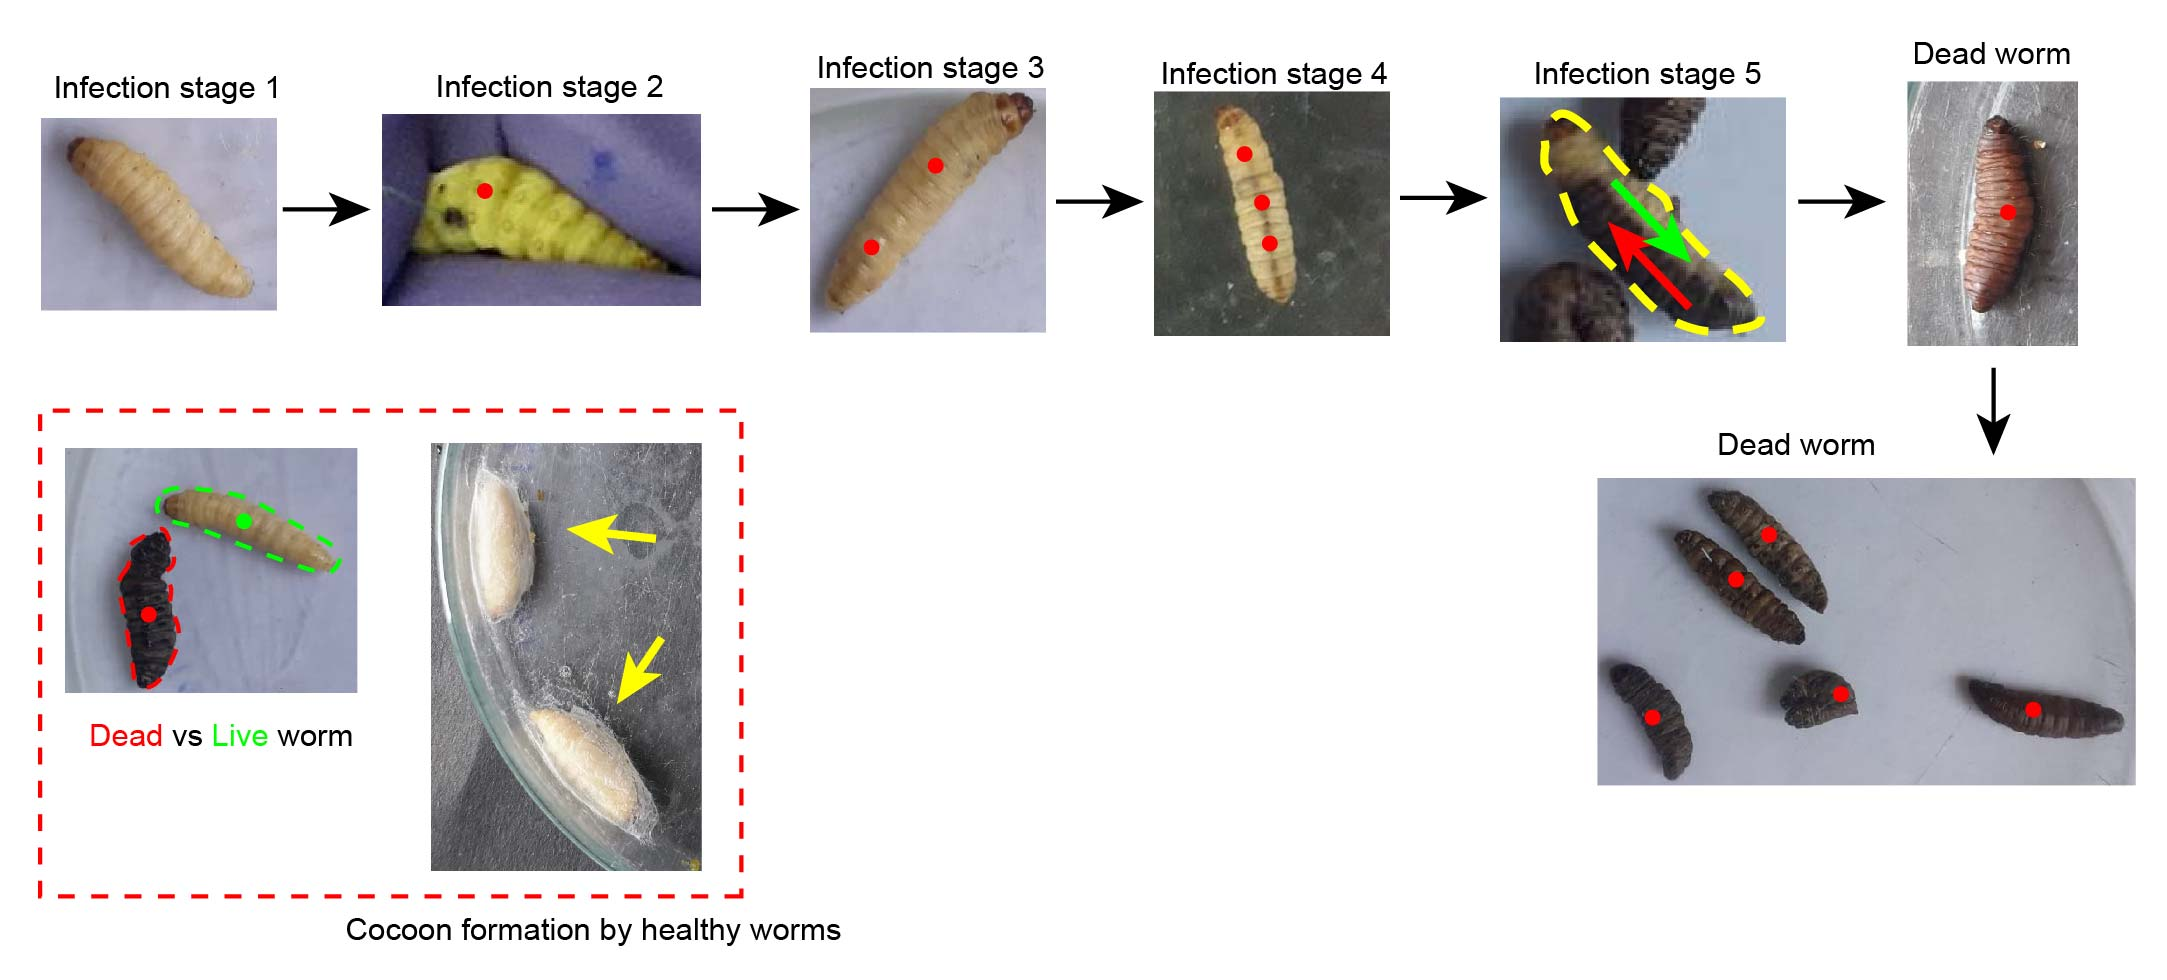 Infection stage 1
Infection stage 2
Infection stage 3
Infection stage 4
Infection stage 5
Dead worm
Dead worm
Dead vs Live worm
Cocoon formation by healthy worms